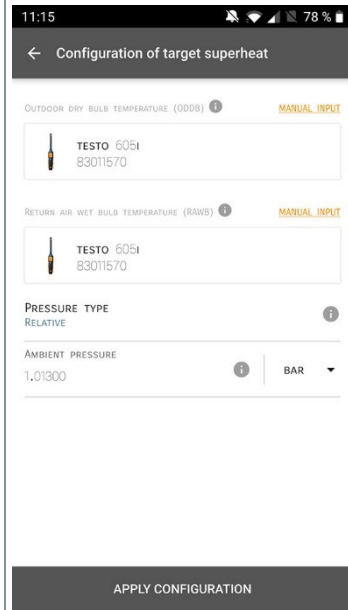 11:15 78 %
Configuration of target superheat
OUTDOOR DRY BULB TEMPERATURE (ODDB) MANUAL INPUT
TESTO 605I
83011570
RETURN AIR WET BULB TEMPERATURE (RAWB) MANUAL INPUT
TESTO 605I
83011570
PRESSURE TYPE
RELATIVE
AMBIENT PRESSURE
1.01300 BAR
APPLY CONFIGURATION